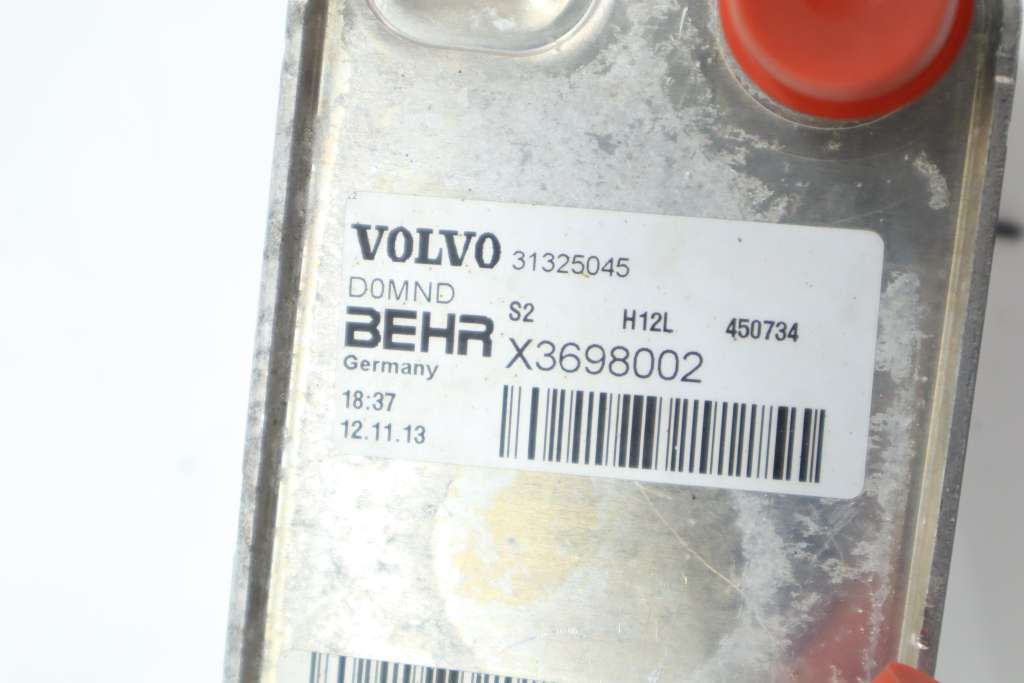 VOLVO 31325045
D0MND
S2 H12L 450734
BEHR X3698002
Germany
18:37
12.11.13